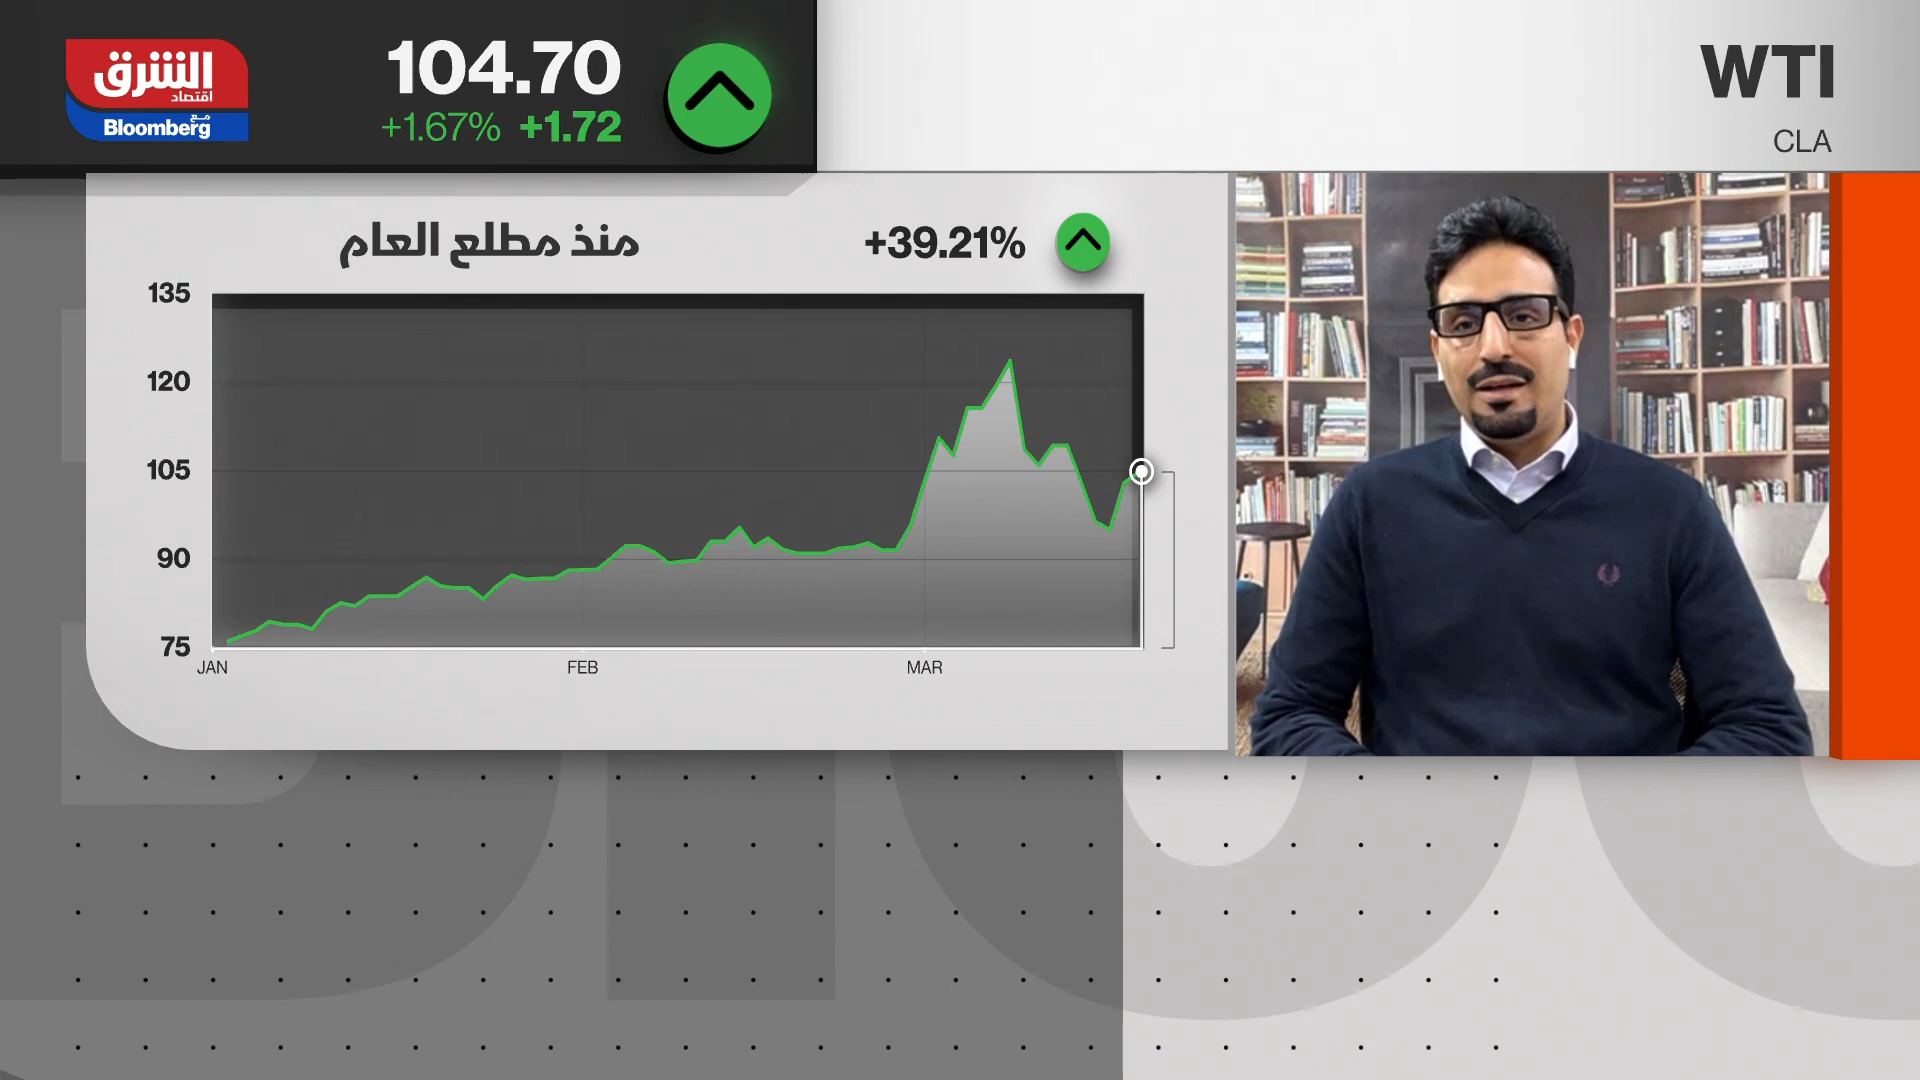 الشرق
اقتصاد
مع
Bloomberg
104.70
+1.67% +1.72
WTI
CLA
منذ مطلع العام
+39.21%
135
120
105
90
75
JAN FEB MAR